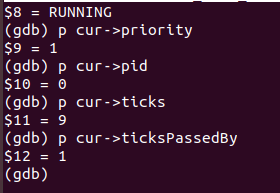 $8 = RUNNING
(gdb) p cur->priority
$9 = 1
(gdb) p cur->pid
$10 = 0
(gdb) p cur->ticks
$11 = 9
(gdb) p cur->ticksPassedBy
$12 = 1
(gdb)